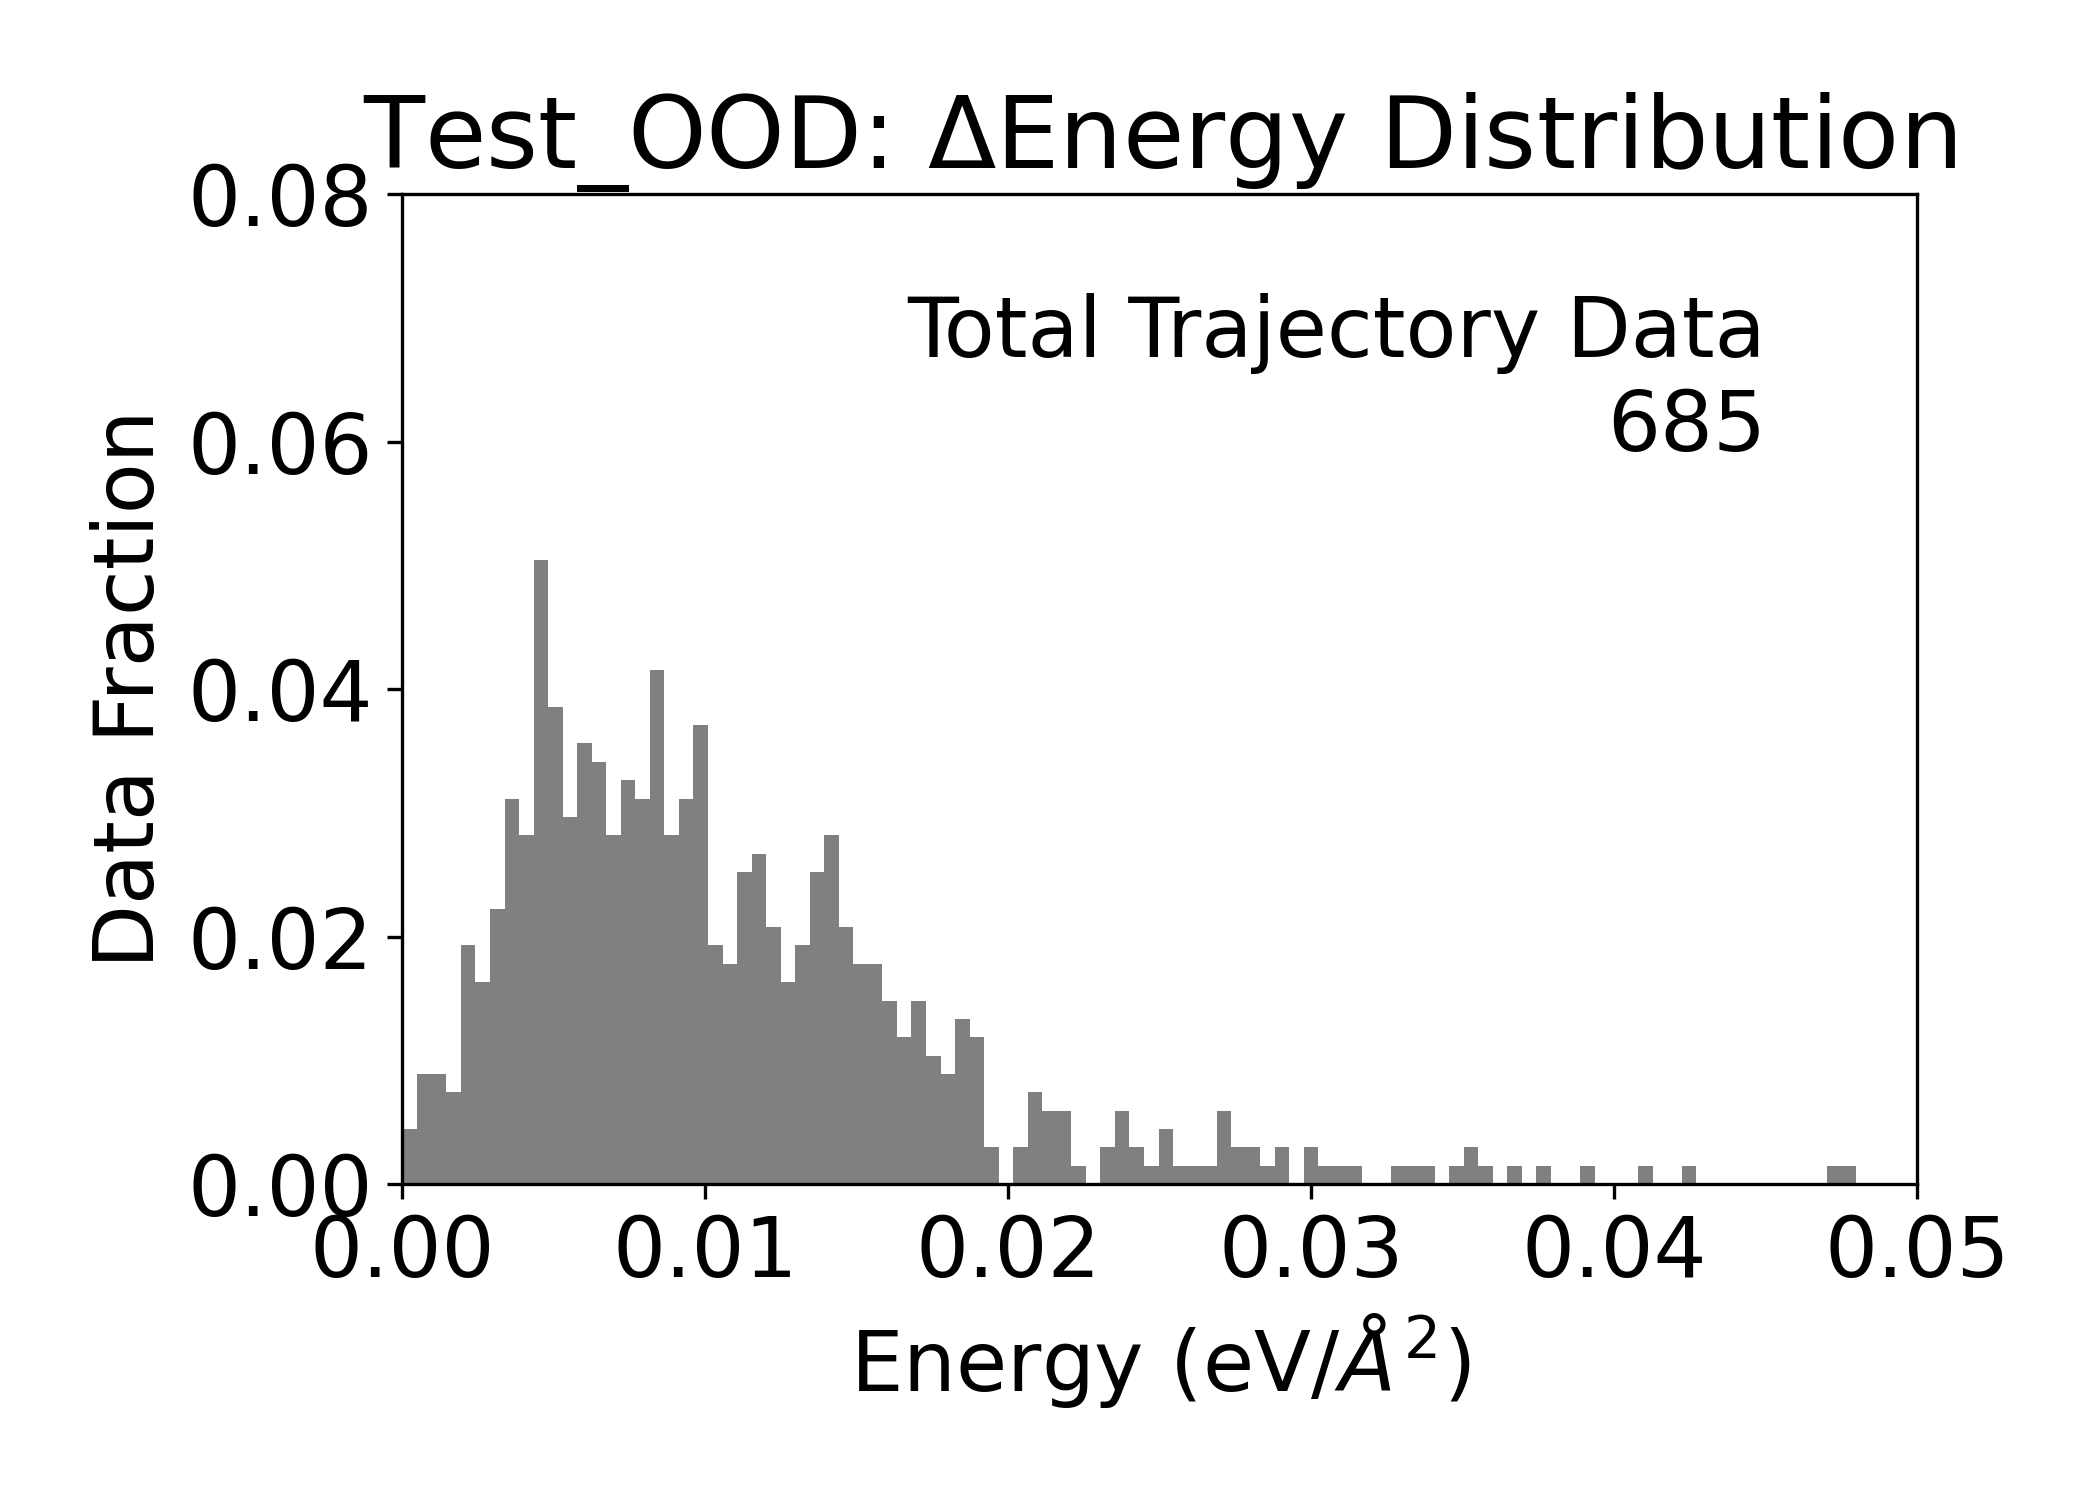 Test_OOD: ΔEnergy Distribution
0.08
0.06
0.04
0.02
0.00
Data Fraction
Total Trajectory Data
685
0.00 0.01 0.02 0.03 0.04 0.05
Energy (eV/Å²)